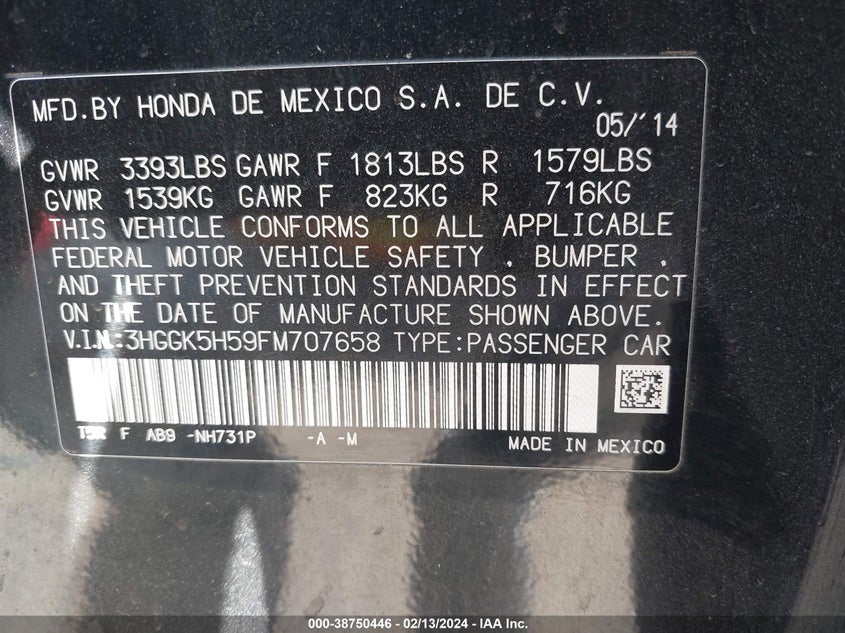 MFD.BY HONDA DE MEXICO S.A. DE C.V.
05/'14
GVWR 3393LBS GAWR F 1813LBS R 1579LBS
GVWR 1539KG GAWR F 823KG R 716KG
THIS VEHICLE CONFORMS TO ALL APPLICABLE
FEDERAL MOTOR VEHICLE SAFETY , BUMPER ,
AND THEFT PREVENTION STANDARDS IN EFFECT
ON THE DATE OF MANUFACTURE SHOWN ABOVE.
V.I.N.:3HGGK5H59FM707658 TYPE:PASSENGER CAR
T5R F AB9 -NH731P -A -M
MADE IN MEXICO
000-38750446 - 02/13/2024 - IAA Inc.